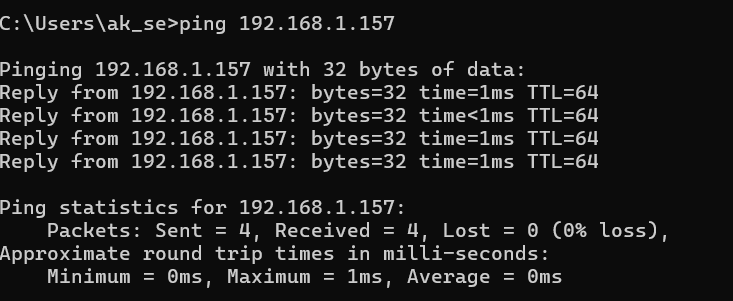 C:\Users\ak_se>ping 192.168.1.157
Pinging 192.168.1.157 with 32 bytes of data:
Reply from 192.168.1.157: bytes=32 time=1ms TTL=64
Reply from 192.168.1.157: bytes=32 time<1ms TTL=64
Reply from 192.168.1.157: bytes=32 time=1ms TTL=64
Reply from 192.168.1.157: bytes=32 time=1ms TTL=64
Ping statistics for 192.168.1.157:
    Packets: Sent = 4, Received = 4, Lost = 0 (0% loss),
Approximate round trip times in milli-seconds:
    Minimum = 0ms, Maximum = 1ms, Average = 0ms